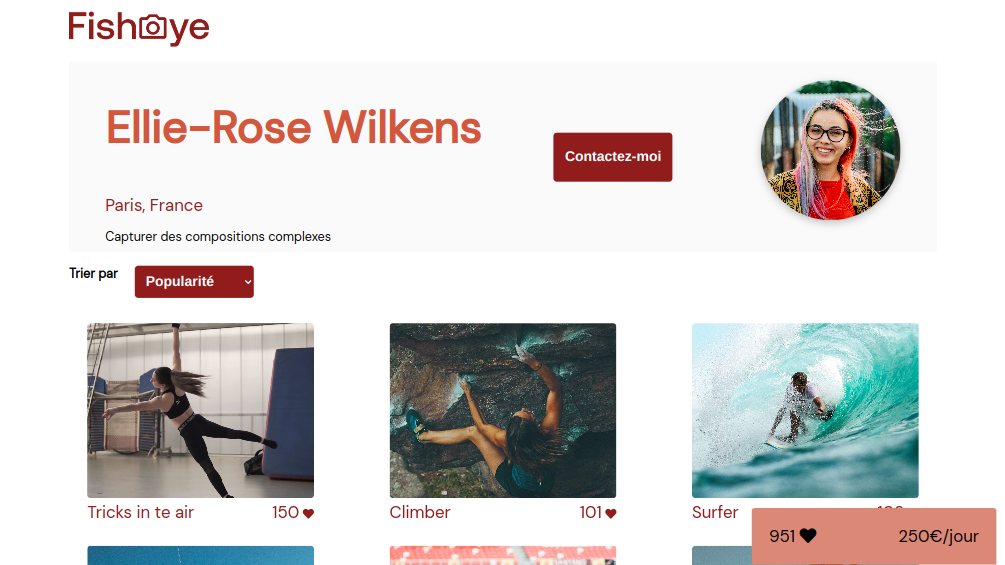 Fisheye
Ellie-Rose Wilkens
Contactez-moi
Paris, France
Capturer des compositions complexes
Trier par
Popularité
Tricks in te air 150
Climber 101
Surfer
951 250€/jour